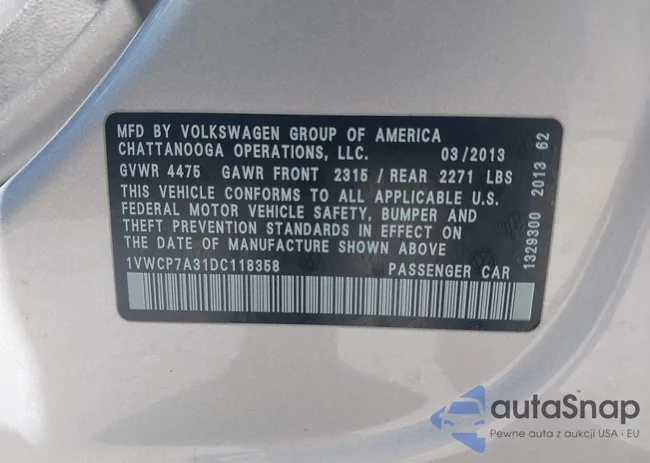 MFD BY VOLKSWAGEN GROUP OF AMERICA
CHATTANOOGA OPERATIONS, LLC. 03/2013
GVWR 4475 GAWR FRONT 2315 / REAR 2271 LBS
THIS VEHICLE CONFORMS TO ALL APPLICABLE U.S.
FEDERAL MOTOR VEHICLE SAFETY, BUMPER AND
THEFT PREVENTION STANDARDS IN EFFECT ON
THE DATE OF MANUFACTURE SHOWN ABOVE
1VWCP7A31DC118358 PASSENGER CAR
1329300 2013 62
autaSnap
Pewne auta z aukcji USA i EU